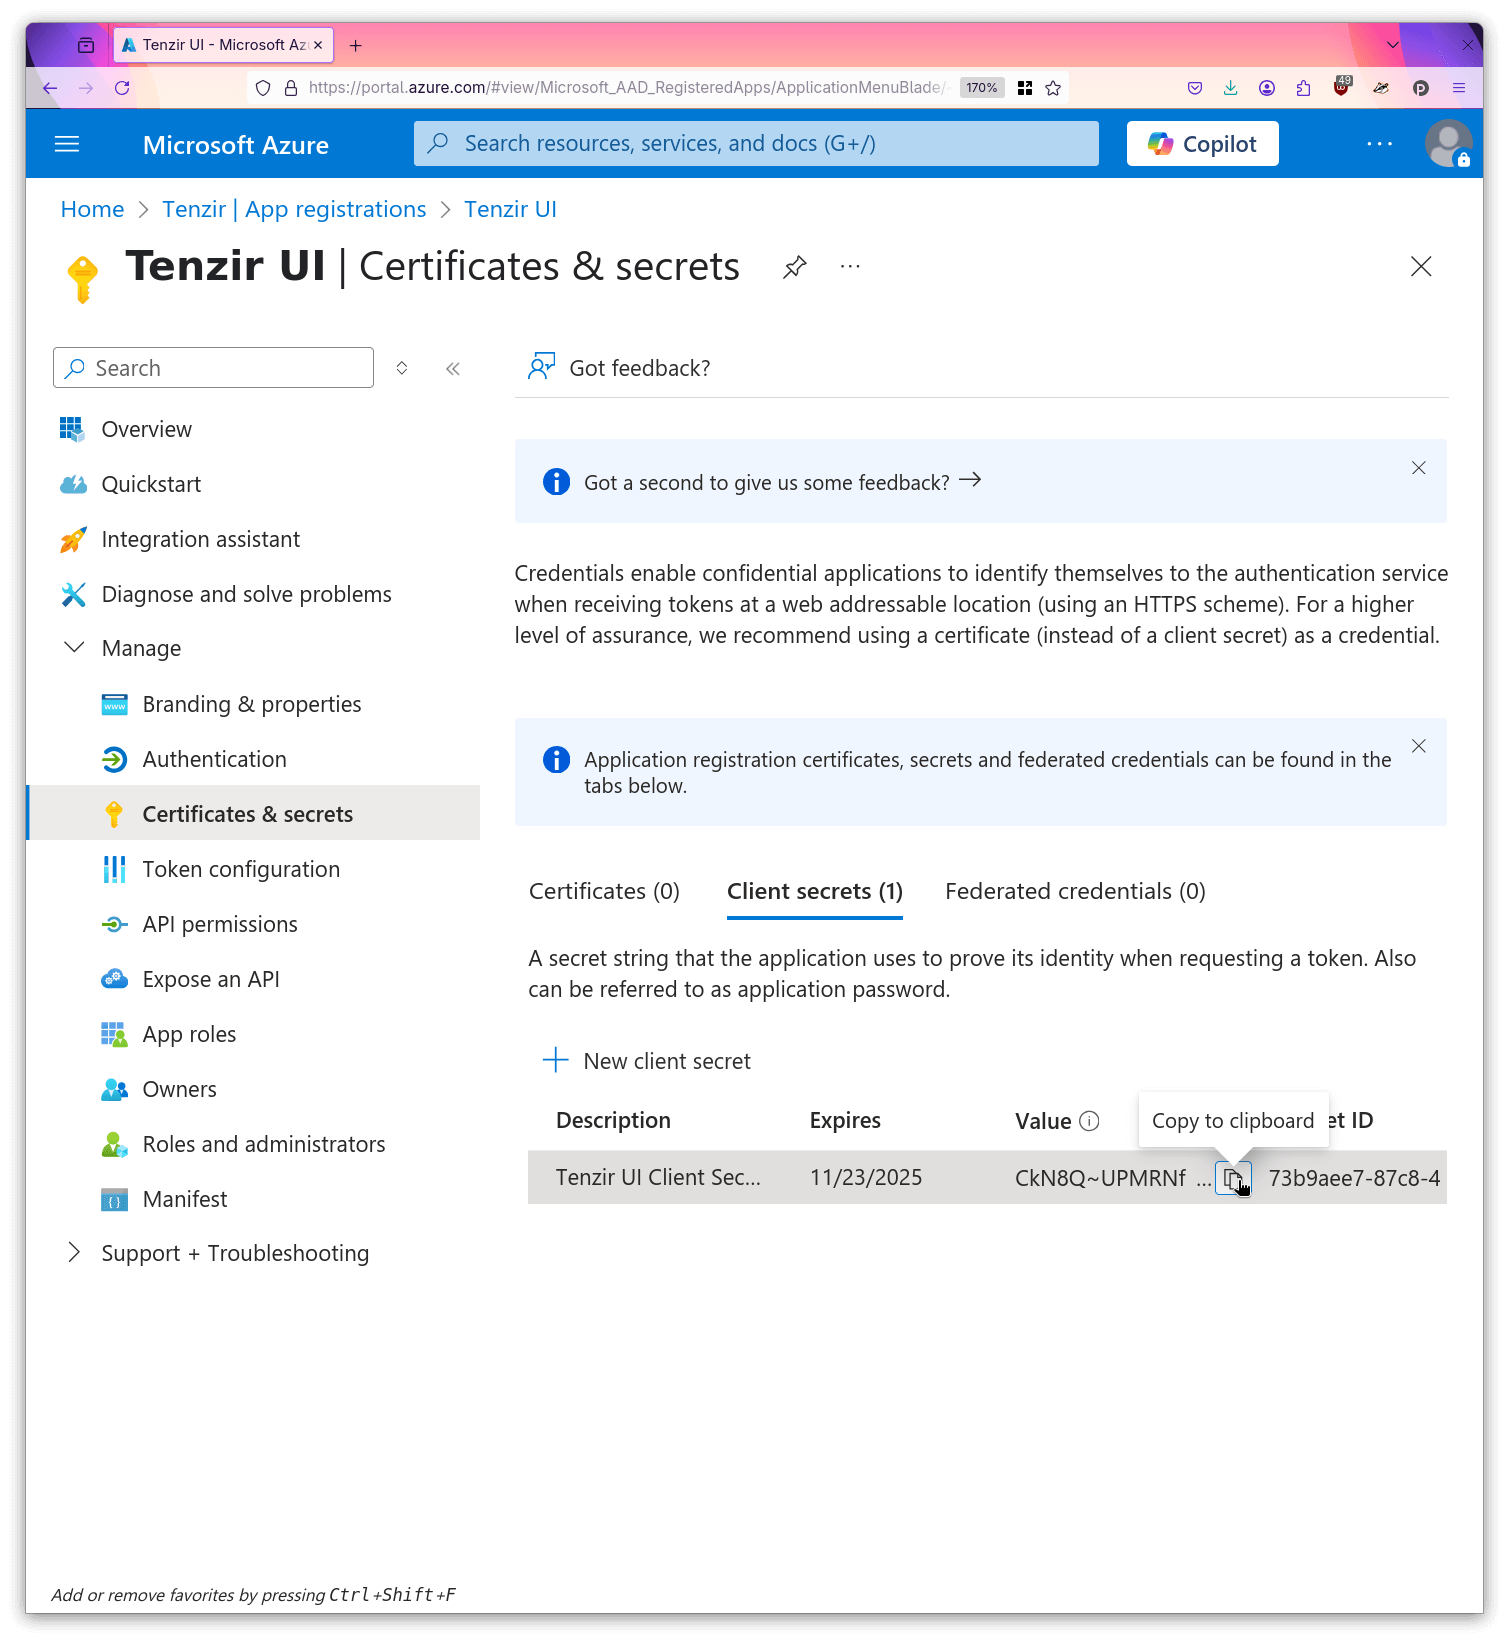 Tenzir UI - Microsoft Az
https://portal.azure.com/#view/Microsoft_AAD_RegisteredApps/ApplicationMenuBlade/
170%
49
Microsoft Azure
Search resources, services, and docs (G+/)
Copilot
Home > Tenzir | App registrations > Tenzir UI
Tenzir UI | Certificates & secrets
Search
Got feedback?
Overview
Quickstart
Integration assistant
Diagnose and solve problems
Manage
Branding & properties
Authentication
Certificates & secrets
Token configuration
API permissions
Expose an API
App roles
Owners
Roles and administrators
Manifest
Support + Troubleshooting
Got a second to give us some feedback?
Credentials enable confidential applications to identify themselves to the authentication service
when receiving tokens at a web addressable location (using an HTTPS scheme). For a higher
level of assurance, we recommend using a certificate (instead of a client secret) as a credential.
Application registration certificates, secrets and federated credentials can be found in the
tabs below.
Certificates (0) Client secrets (1) Federated credentials (0)
A secret string that the application uses to prove its identity when requesting a token. Also
can be referred to as application password.
New client secret
Copy to clipboard
Description Expires Value et ID
Tenzir UI Client Sec... 11/23/2025 CkN8Q~UPMRNf ... 73b9aee7-87c8-4
Add or remove favorites by pressing Ctrl+Shift+F